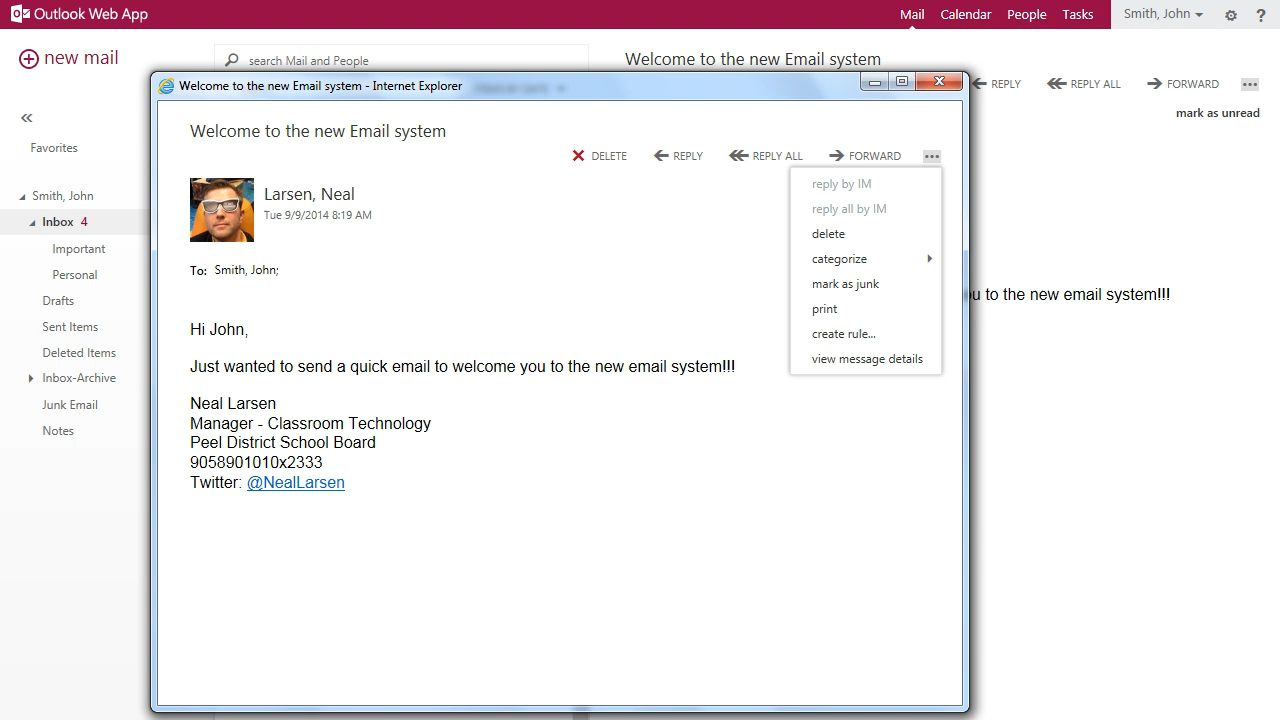 Outlook Web App
Mail Calendar People Tasks Smith, John ?
new mail
search Mail and People
Welcome to the new Email system
REPLY REPLY ALL FORWARD
mark as unread
«
Favorites
Smith, John
Inbox 4
Important
Personal
Drafts
Sent Items
Deleted Items
Inbox-Archive
Junk Email
Notes
Welcome to the new Email system - Internet Explorer
Welcome to the new Email system
DELETE REPLY REPLY ALL FORWARD
Larsen, Neal
Tue 9/9/2014 8:19 AM
To: Smith, John;
Hi John,
Just wanted to send a quick email to welcome you to the new email system!!!
Neal Larsen
Manager - Classroom Technology
Peel District School Board
9058901010x2333
Twitter: @NealLarsen
reply by IM
reply all by IM
delete
categorize
mark as junk
print
create rule...
view message details
to the new email system!!!